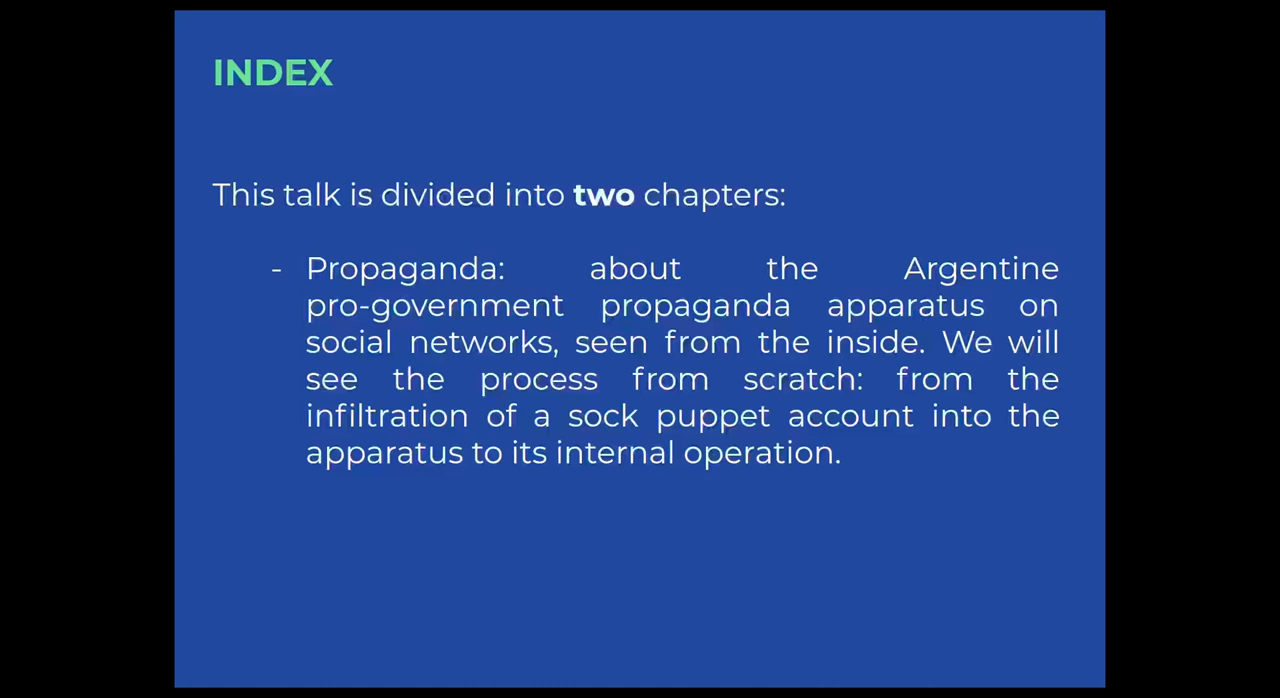 INDEX
This talk is divided into two chapters:
- Propaganda: about the Argentine
pro-government propaganda apparatus on
social networks, seen from the inside. We will
see the process from scratch: from the
infiltration of a sock puppet account into the
apparatus to its internal operation.